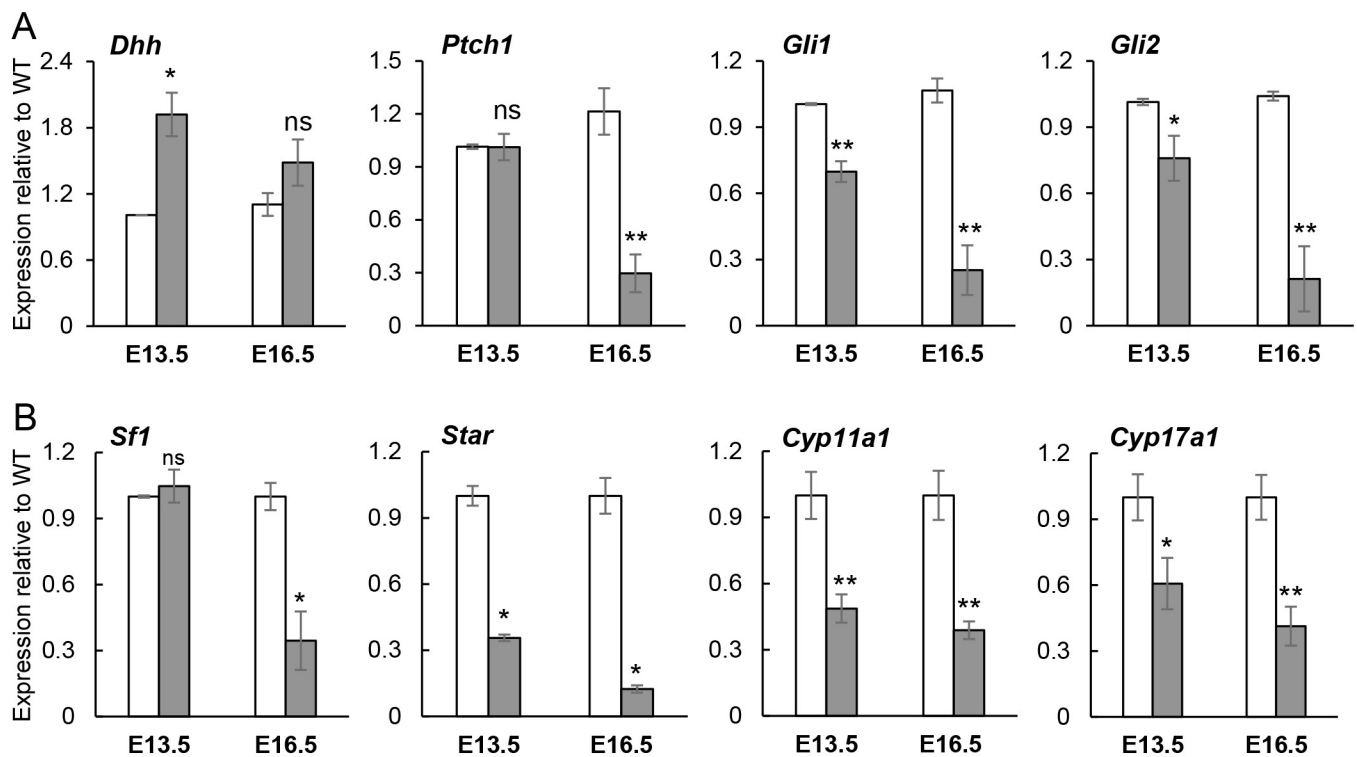 A
Dhh
Ptch1
Gli1
Gli2
Expression relative to WT
2.4
1.8
1.2
0.6
0
*
ns
E13.5
E16.5
1.5
1.2
0.9
0.6
0.3
0
ns
**
E13.5
E16.5
1.2
0.9
0.6
0.3
0
**
**
E13.5
E16.5
1.2
0.9
0.6
0.3
0
*
**
E13.5
E16.5
B
Sf1
Star
Cyp11a1
Cyp17a1
Expression relative to WT
1.2
0.9
0.6
0.3
0
ns
*
E13.5
E16.5
1.2
0.9
0.6
0.3
0
*
*
E13.5
E16.5
1.2
0.9
0.6
0.3
0
**
**
E13.5
E16.5
1.2
0.9
0.6
0.3
0
*
**
E13.5
E16.5